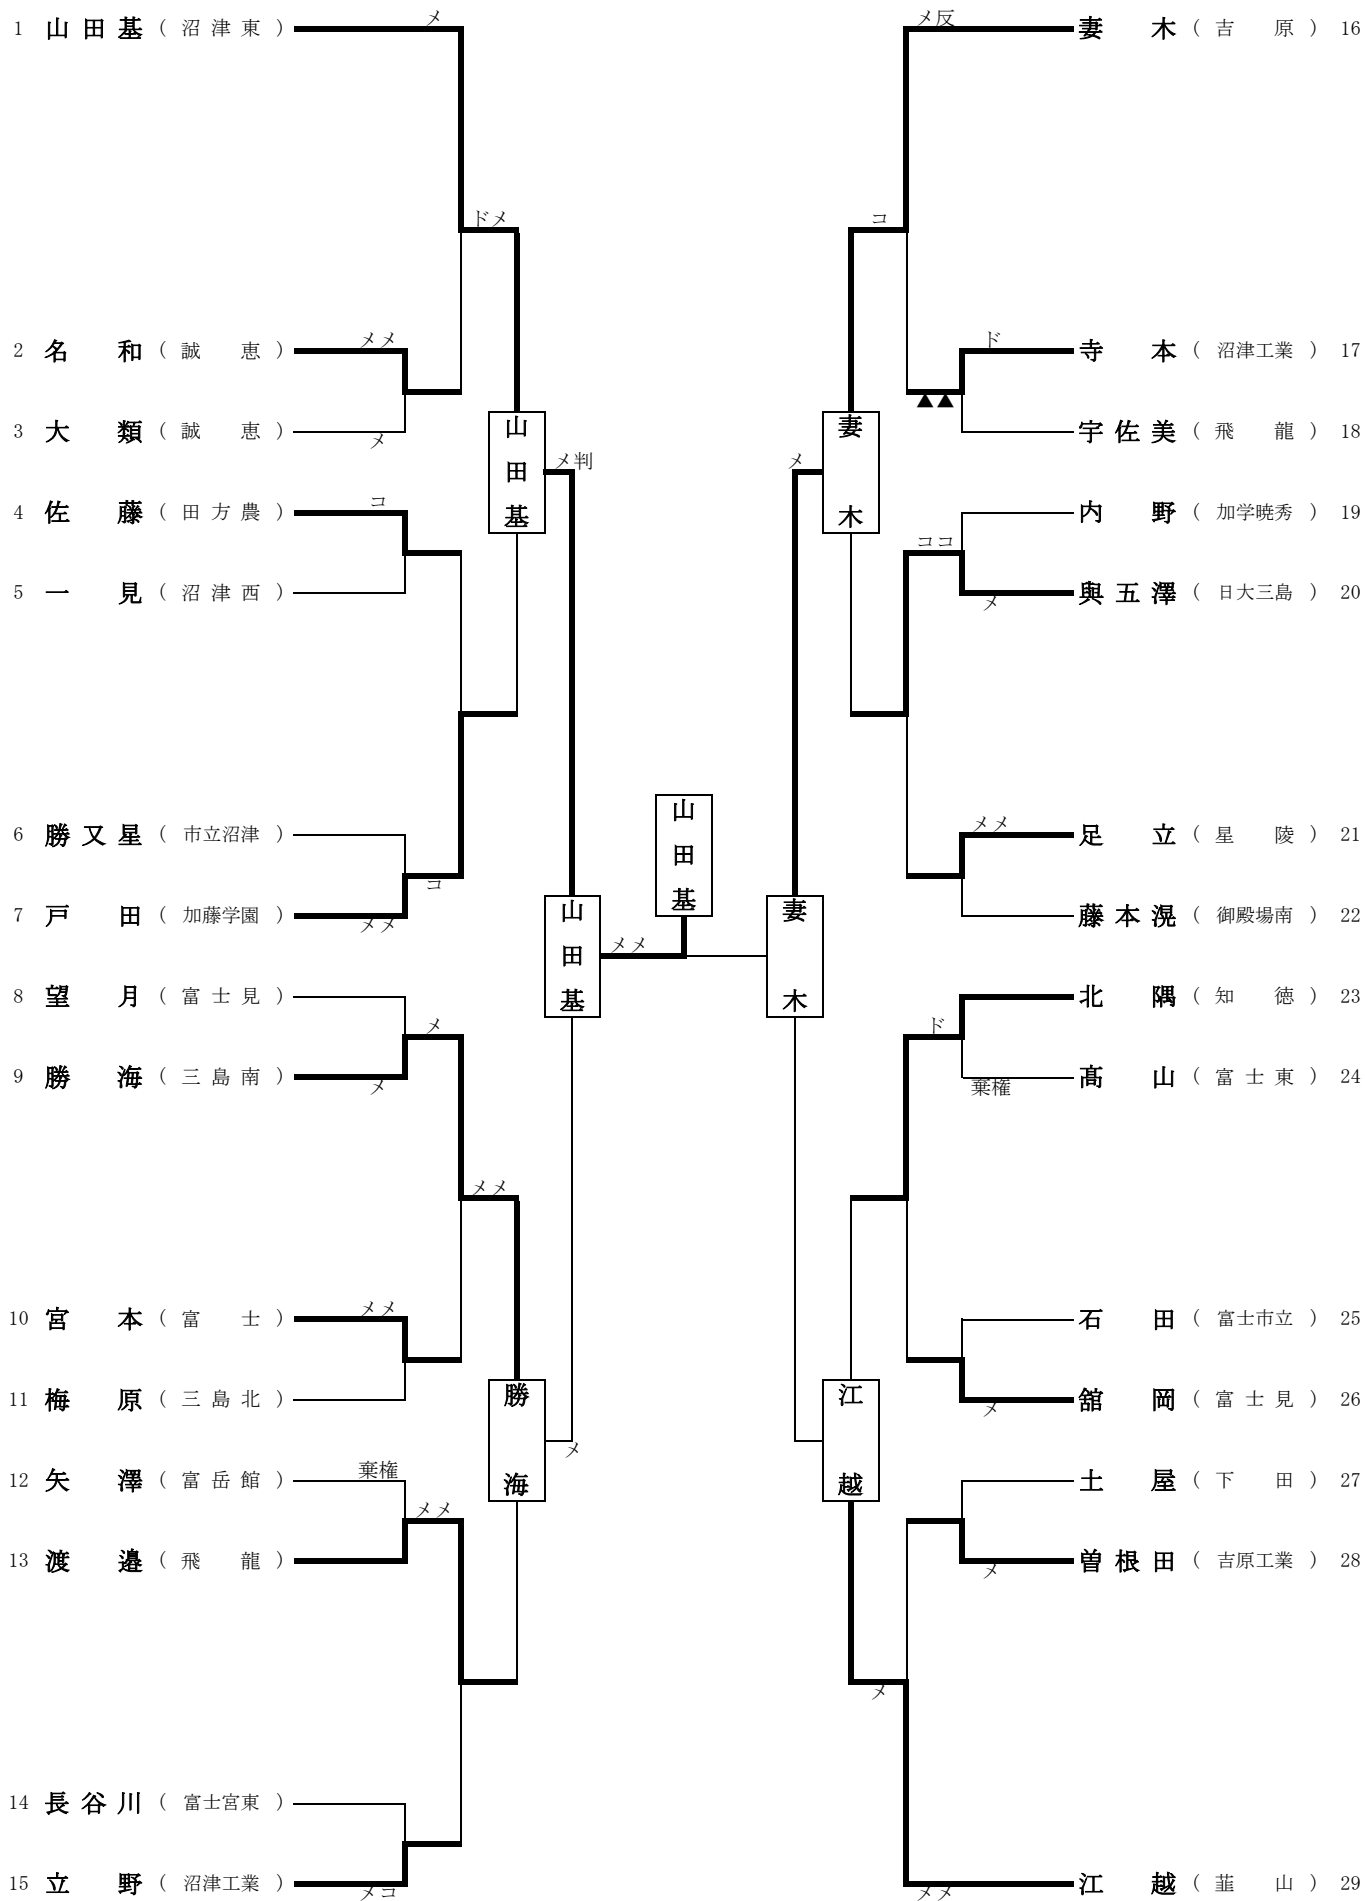 メ
1 山田基 （ 沼津東 ）
ドメ
メメ
2 名和 （ 誠恵 ）
3 大類 （ 誠恵 ）
メ
コ
4 佐藤 （ 田方農 ）
5 一見 （ 沼津西 ）
山田基
メ判
6 勝又星 （ 市立沼津 ）
コ
7 戸田 （ 加藤学園 ）
メメ
8 望月 （ 富士見 ）
メ
9 勝海 （ 三島南 ）
メ
メメ
メメ
10 宮本 （ 富士 ）
11 梅原 （ 三島北 ）
勝海
メ
棄権
12 矢澤 （ 富岳館 ）
メメ
13 渡邉 （ 飛龍 ）
14 長谷川 （ 富士宮東 ）
15 立野 （ 沼津工業 ）
メコ
山田基
メメ
山田基
妻木
メ反
妻木 （ 吉原 ） 16
コ
ド
寺本 （ 沼津工業 ） 17
▲▲
宇佐美 （ 飛龍 ） 18
妻木
メ
内野 （ 加学暁秀 ） 19
ココ
與五澤 （ 日大三島 ） 20
メ
メメ
足立 （ 星陵 ） 21
藤本滉 （ 御殿場南 ） 22
北隅 （ 知徳 ） 23
ド
髙山 （ 富士東 ） 24
棄権
石田 （ 富士市立 ） 25
舘岡 （ 富士見 ） 26
メ
江越
土屋 （ 下田 ） 27
曽根田 （ 吉原工業 ） 28
メ
メ
江越 （ 韮山 ） 29
メメ